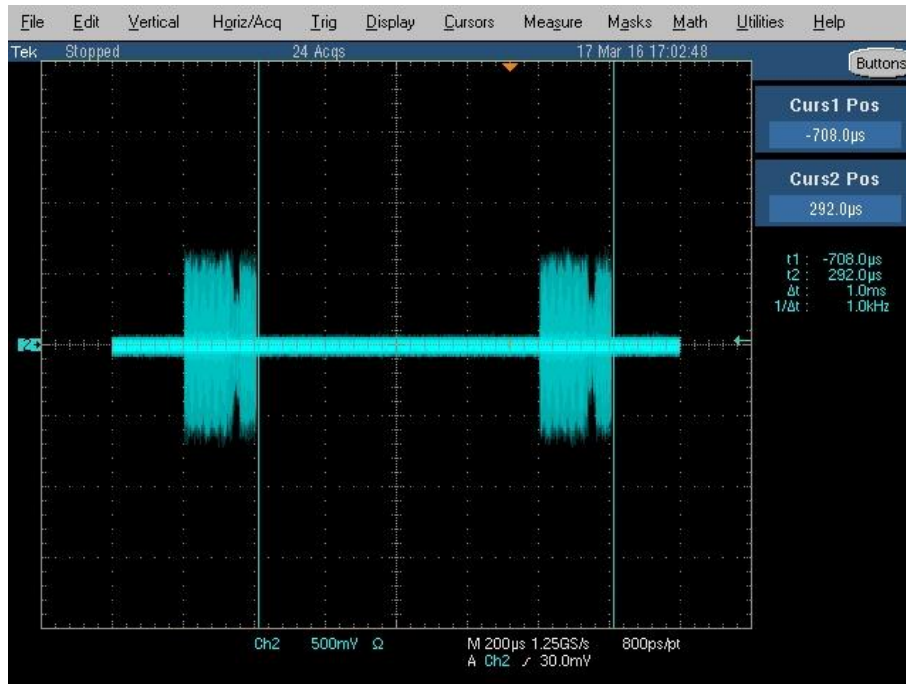 File Edit Vertical Horiz/Acq Trig Display Cursors Measure Masks Math Utilities Help
Tek Stopped 24 Acqs 17 Mar 16 17:02:48
Buttons
Curs1 Pos
-708.0µs
Curs2 Pos
292.0µs
t1 : -708.0µs
t2 : 292.0µs
Δt : 1.0ms
1/Δt : 1.0kHz
2
Ch2 500mV Ω M 200µs 1.25GS/s 800ps/pt
A Ch2 ⁄ 30.0mV